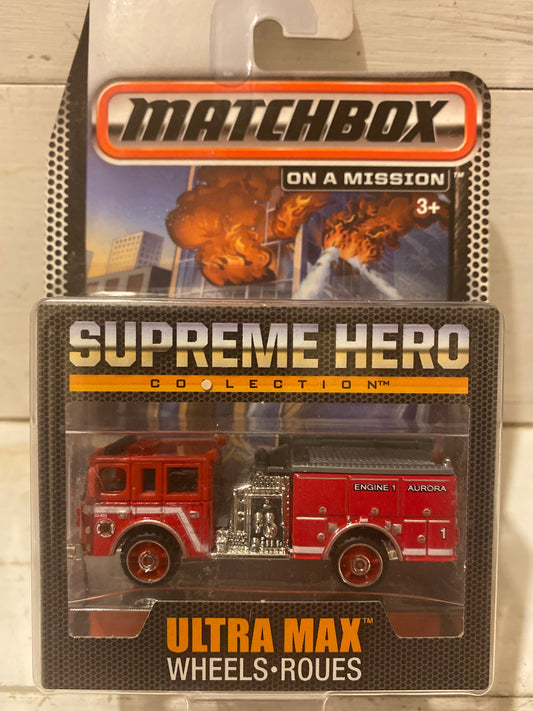 MATCHBOX
ON A MISSION™
3+
SUPREME HERO
COLLECTION™
ENGINE 1 AURORA
1
ULTRA MAX™
WHEELS•ROUES